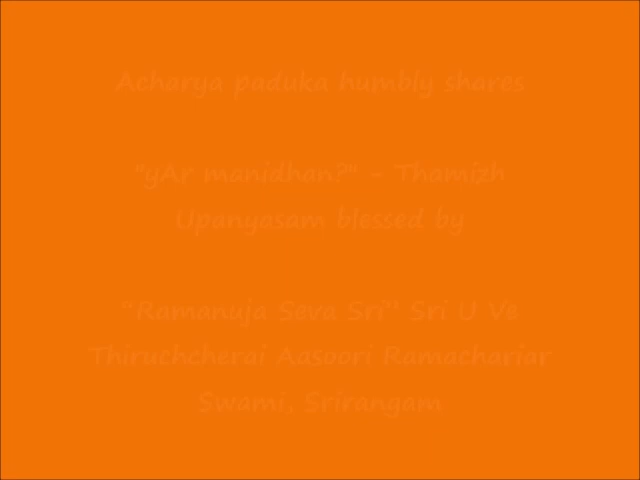 Acharya paduka humbly shares
"yAr manidhan?" - Thamizh
Upanyasam blessed by
"Ramanuja Seva Sri" Sri U Ve
Thiruchcherai Aasoori Ramachariar
Swami, Srirangam